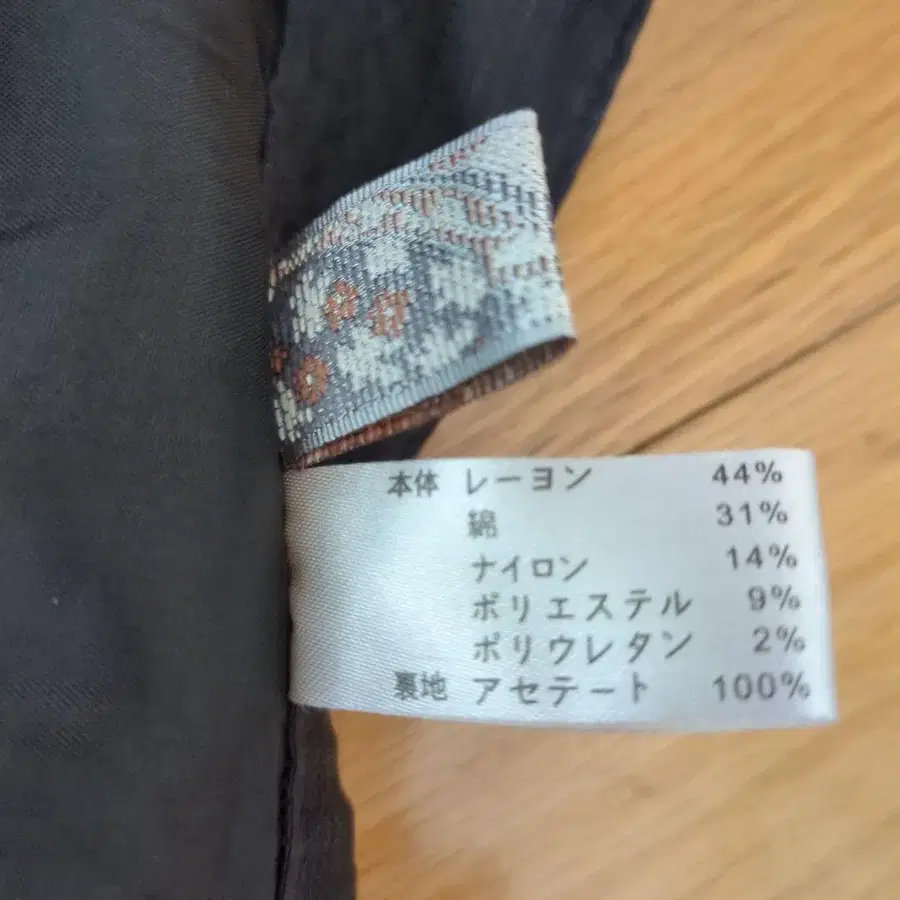 本体 レーヨン 44%
綿 31%
ナイロン 14%
ポリエステル 9%
ポリウレタン 2%
裏地 アセテート 100%